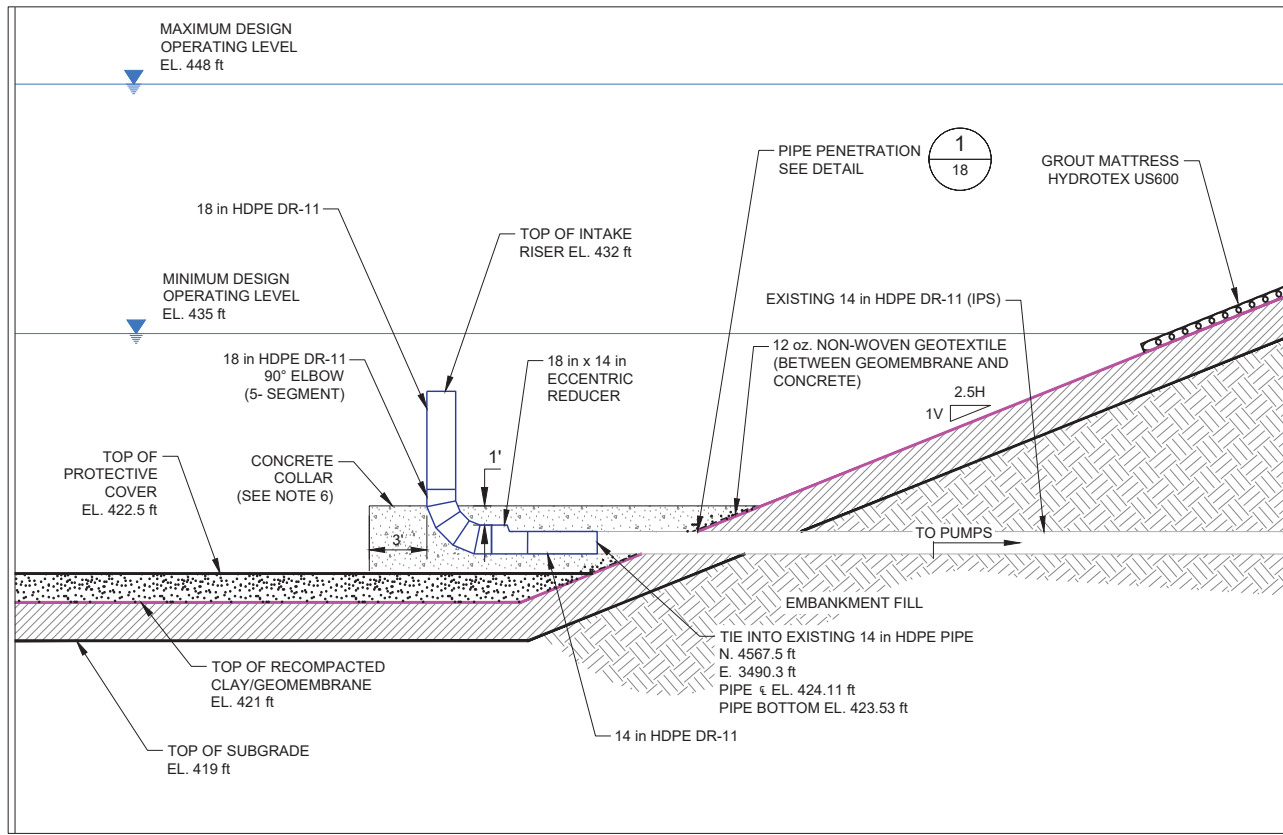 MAXIMUM DESIGN
OPERATING LEVEL
EL. 448 ft
PIPE PENETRATION
SEE DETAIL
1
18
GROUT MATTRESS
HYDROTEX US600
18 in HDPE DR-11
TOP OF INTAKE
RISER EL. 432 ft
MINIMUM DESIGN
OPERATING LEVEL
EL. 435 ft
EXISTING 14 in HDPE DR-11 (IPS)
12 oz. NON-WOVEN GEOTEXTILE
(BETWEEN GEOMEMBRANE AND
CONCRETE)
18 in HDPE DR-11
90° ELBOW
(5- SEGMENT)
18 in x 14 in
ECCENTRIC
REDUCER
2.5H
1V
TOP OF
PROTECTIVE
COVER
EL. 422.5 ft
CONCRETE
COLLAR
(SEE NOTE 6)
1'
3'
TO PUMPS
EMBANKMENT FILL
TIE INTO EXISTING 14 in HDPE PIPE
N. 4567.5 ft
E. 3490.3 ft
PIPE ℄ EL. 424.11 ft
PIPE BOTTOM EL. 423.53 ft
TOP OF RECOMPACTED
CLAY/GEOMEMBRANE
EL. 421 ft
14 in HDPE DR-11
TOP OF SUBGRADE
EL. 419 ft